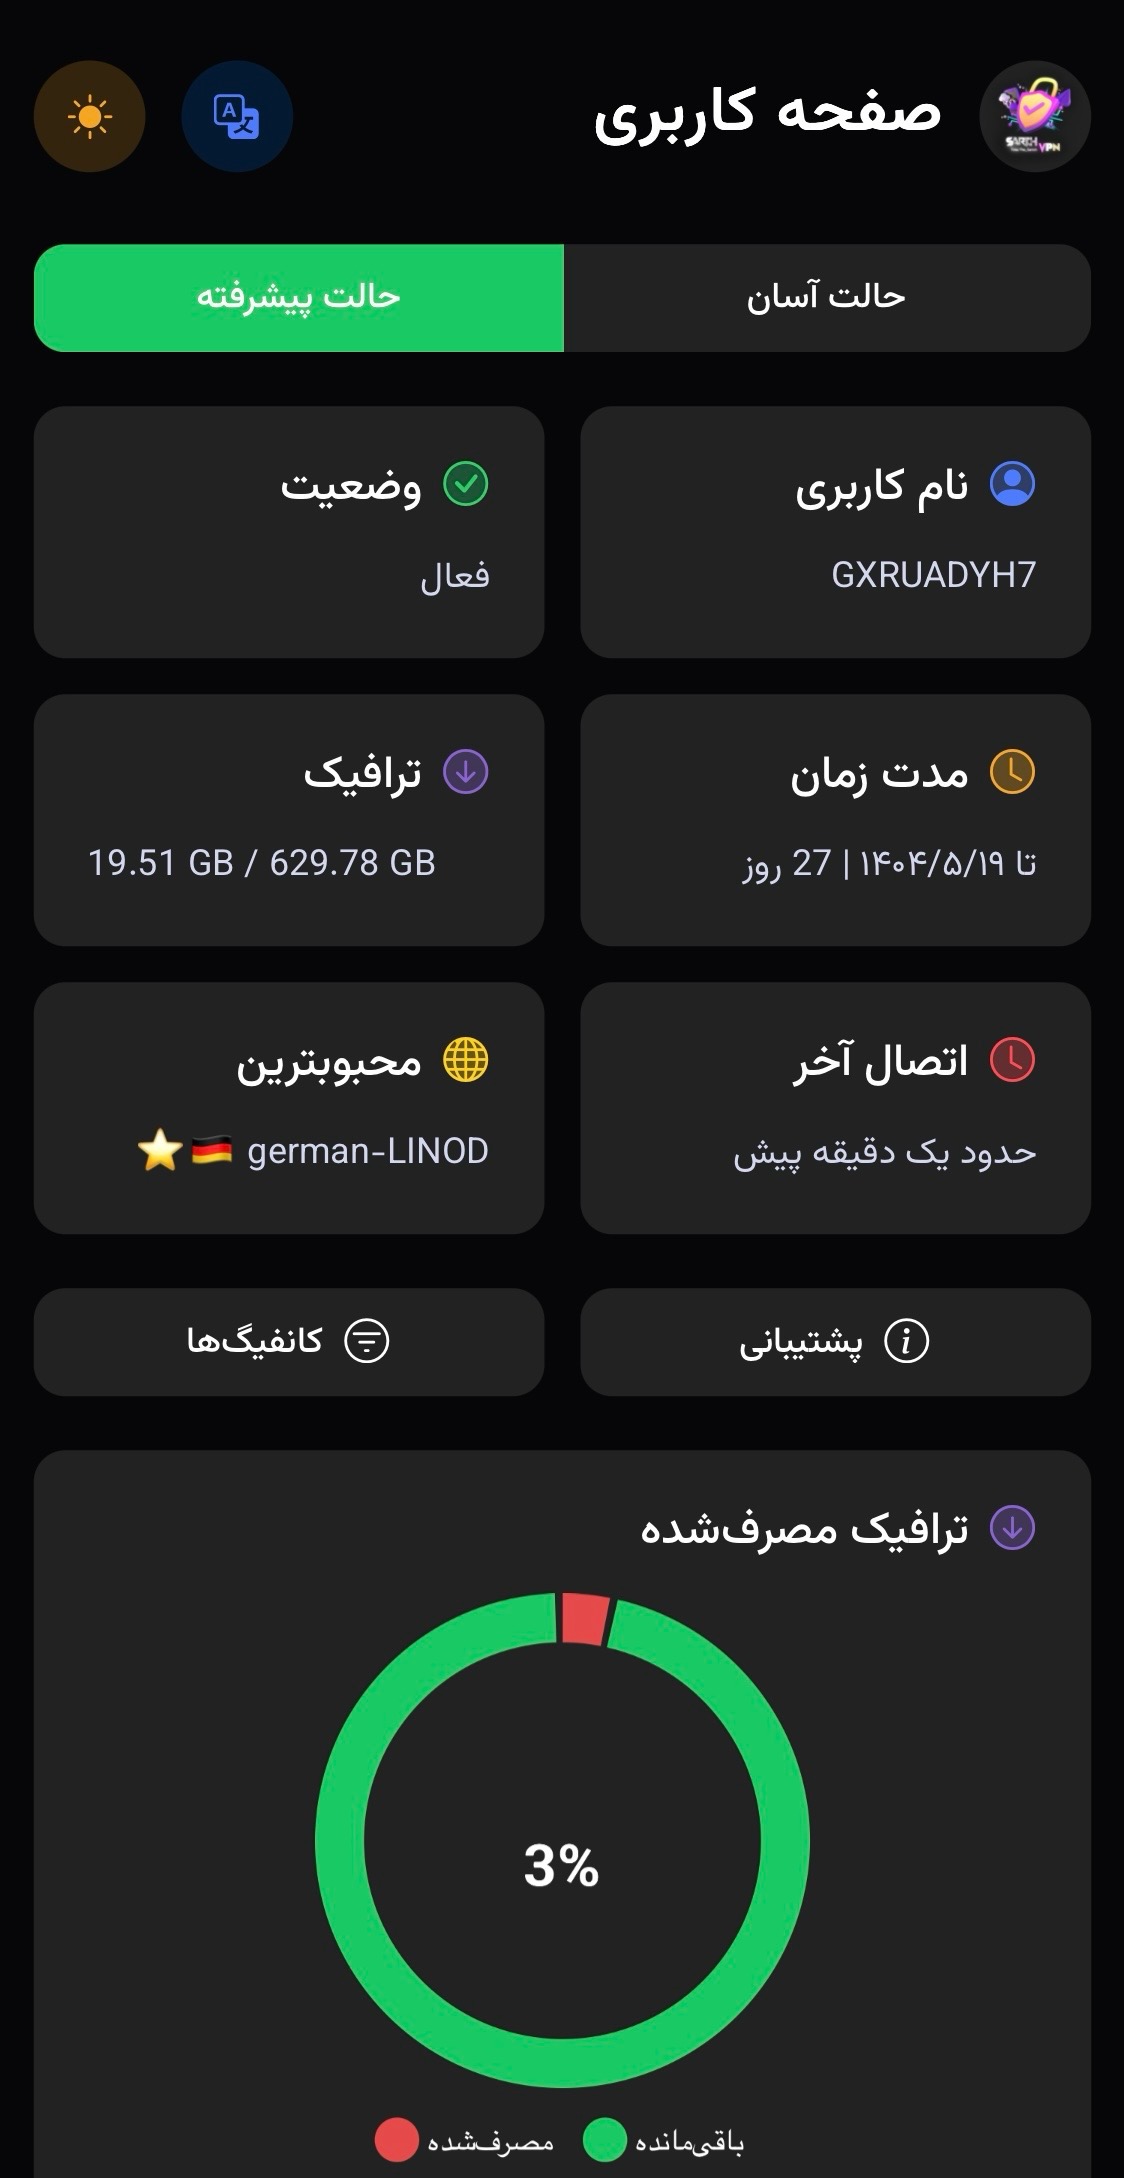 صفحه کاربری
SARZH VPN
حالت آسان
حالت پیشرفته
نام کاربری
GXRUADYH7
وضعیت
فعال
مدت زمان
تا ۱۴۰۴/۵/۱۹ | 27 روز
ترافیک
19.51 GB / 629.78 GB
اتصال آخر
حدود یک دقیقه پیش
محبوبترین
german-LINOD 🇩🇪⭐
پشتیبانی
کانفیگ‌ها
ترافیک مصرف‌شده
3%
باقی‌مانده
مصرف‌شده